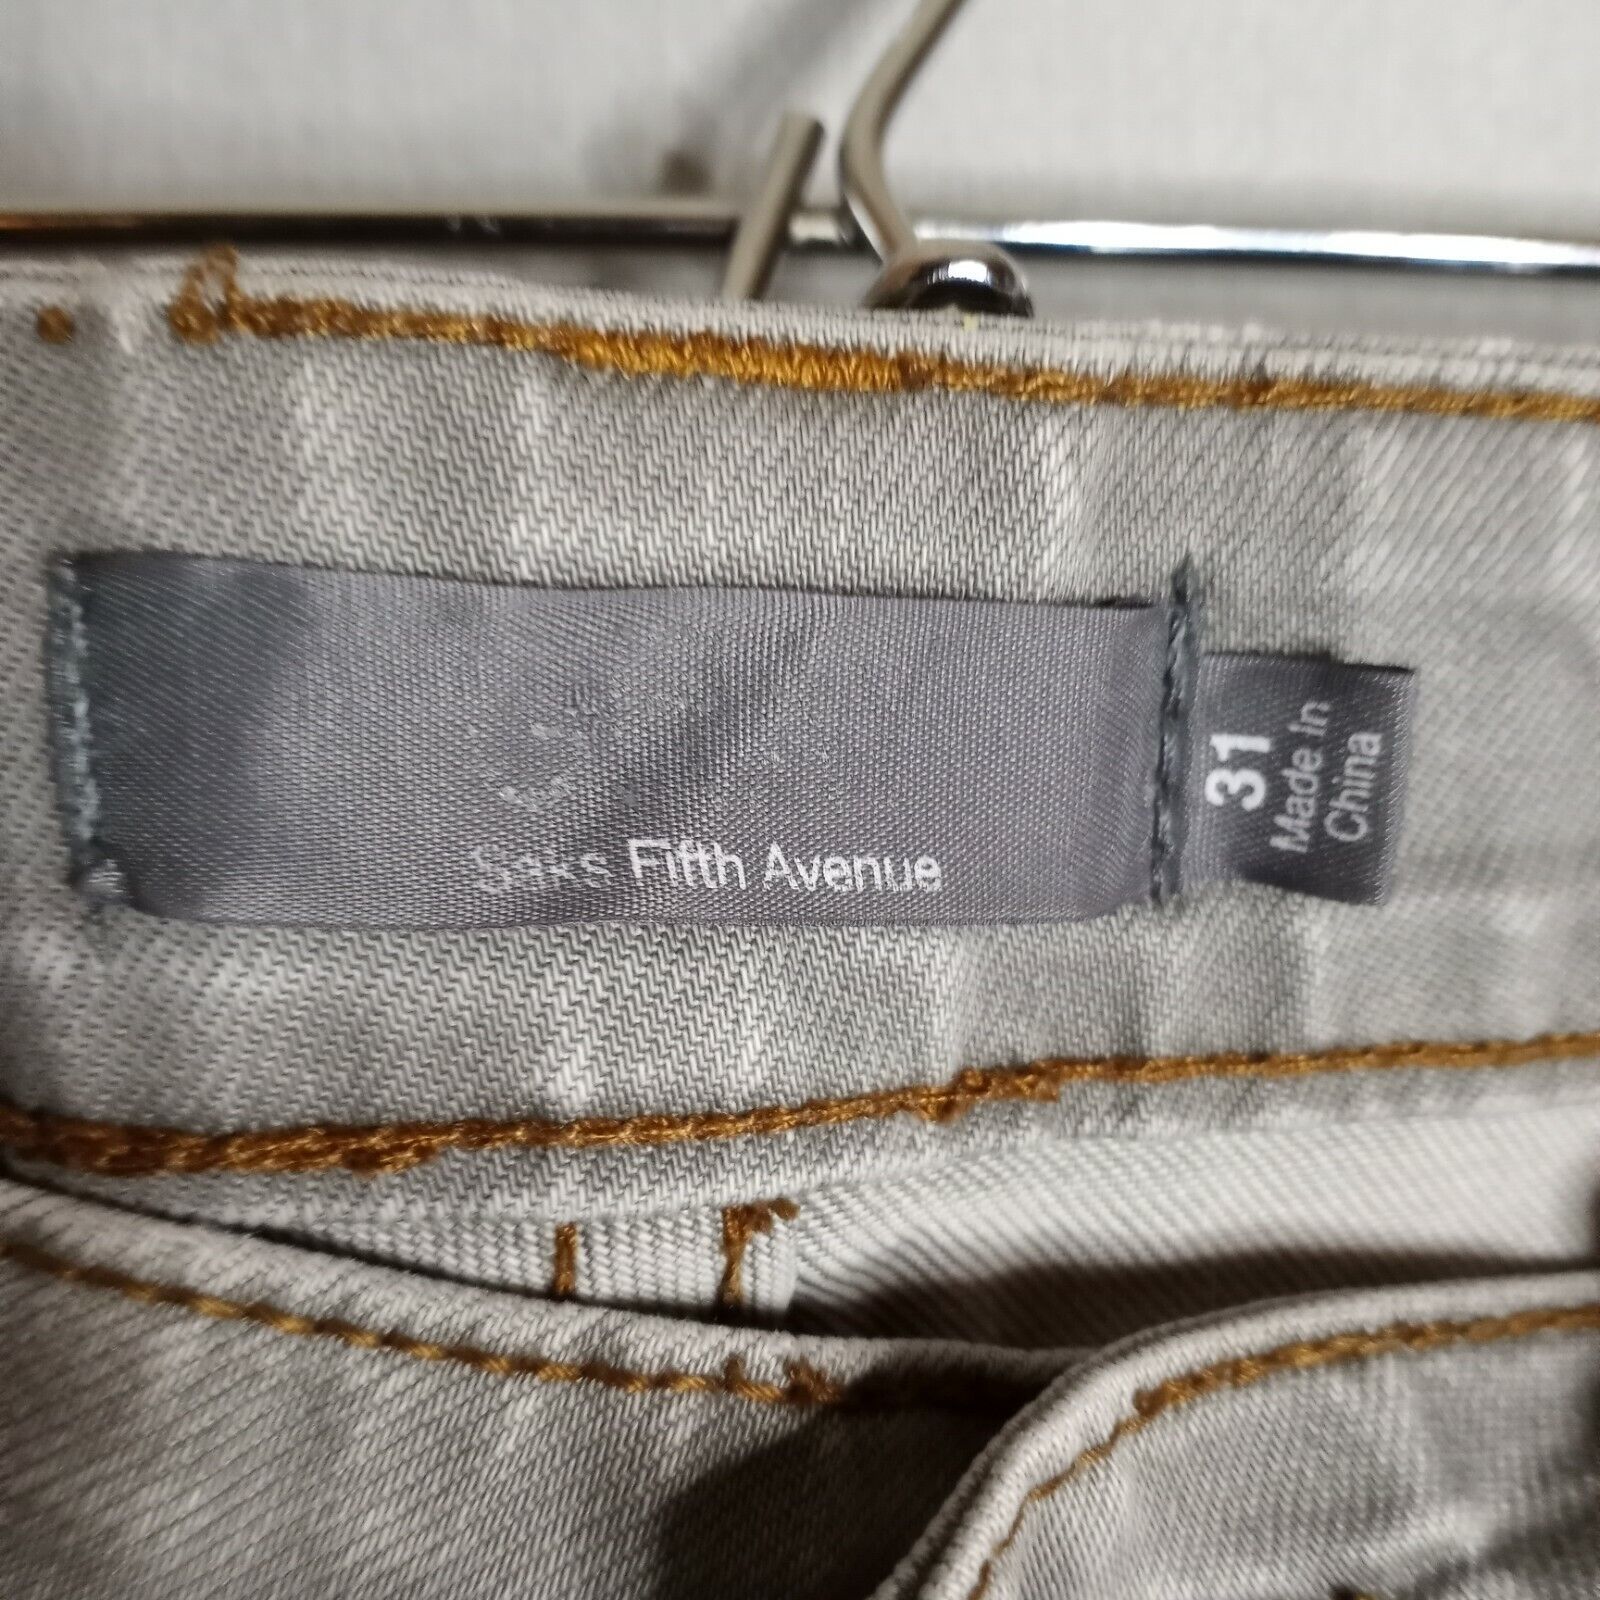 Saks Fifth Avenue
31
Made In
China